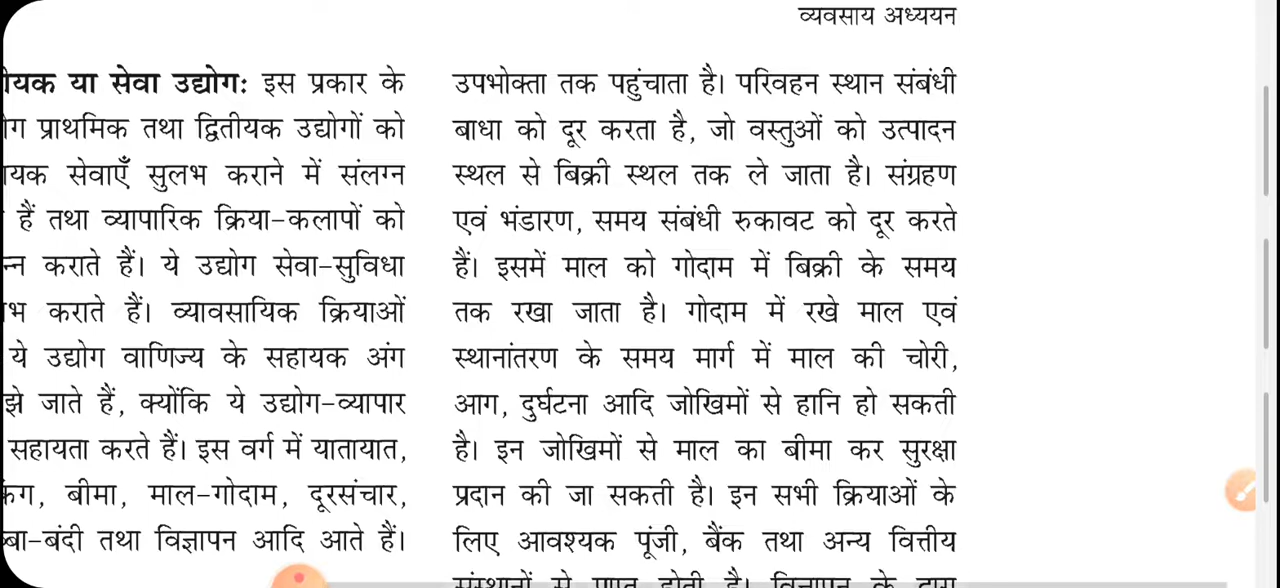 व्यवसाय अध्ययन
या सेवा उद्योगः इस प्रकार के
प्राथमिक तथा द्वितीयक उद्योगों को
सेवाएँ सुलभ कराने में संलग्न
हैं तथा व्यापारिक क्रिया-कलापों को
कराते हैं। ये उद्योग सेवा-सुविधा
कराते हैं। व्यावसायिक क्रियाओं
ये उद्योग वाणिज्य के सहायक अंग
जाते हैं, क्योंकि ये उद्योग-व्यापार
सहायता करते हैं। इस वर्ग में यातायात,
बीमा, माल-गोदाम, दूरसंचार,
बंदी तथा विज्ञापन आदि आते हैं।
उपभोक्ता तक पहुंचाता है। परिवहन स्थान संबंधी
बाधा को दूर करता है, जो वस्तुओं को उत्पादन
स्थल से बिक्री स्थल तक ले जाता है। संग्रहण
एवं भंडारण, समय संबंधी रुकावट को दूर करते
हैं। इसमें माल को गोदाम में बिक्री के समय
तक रखा जाता है। गोदाम में रखे माल एवं
स्थानांतरण के समय मार्ग में माल की चोरी,
आग, दुर्घटना आदि जोखिमों से हानि हो सकती
है। इन जोखिमों से माल का बीमा कर सुरक्षा
प्रदान की जा सकती है। इन सभी क्रियाओं के
लिए आवश्यक पूंजी, बैंक तथा अन्य वित्तीय